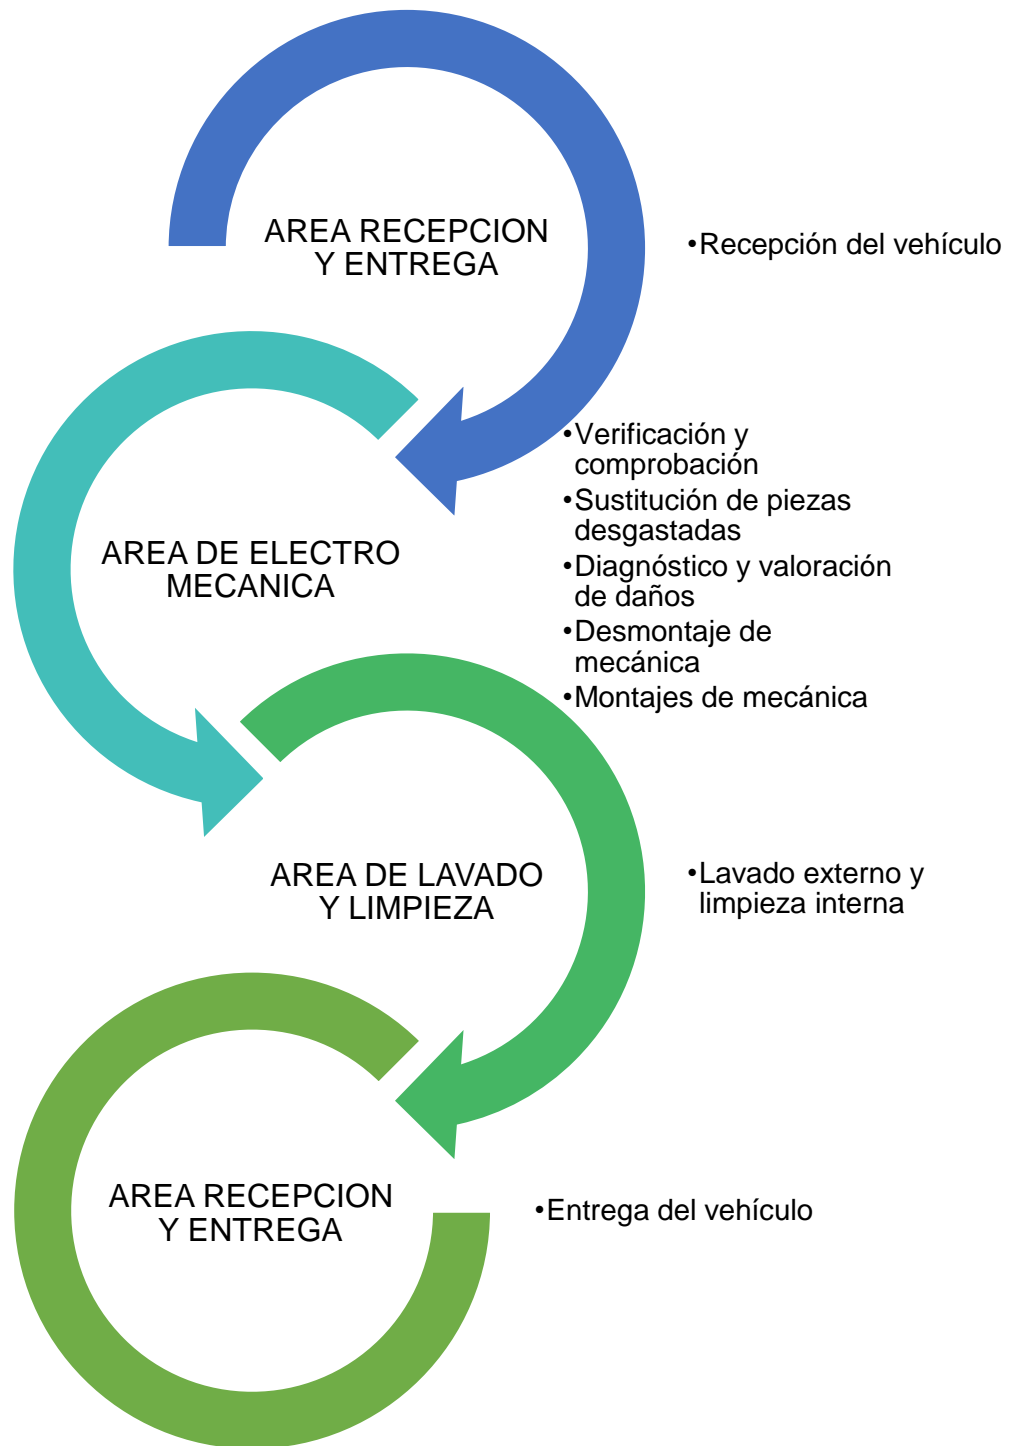 AREA RECEPCION
Y ENTREGA
•Recepción del vehículo
AREA DE ELECTRO
MECANICA
•Verificación y
comprobación
•Sustitución de piezas
desgastadas
•Diagnóstico y valoración
de daños
•Desmontaje de
mecánica
•Montajes de mecánica
AREA DE LAVADO
Y LIMPIEZA
•Lavado externo y
limpieza interna
AREA RECEPCION
Y ENTREGA
•Entrega del vehículo